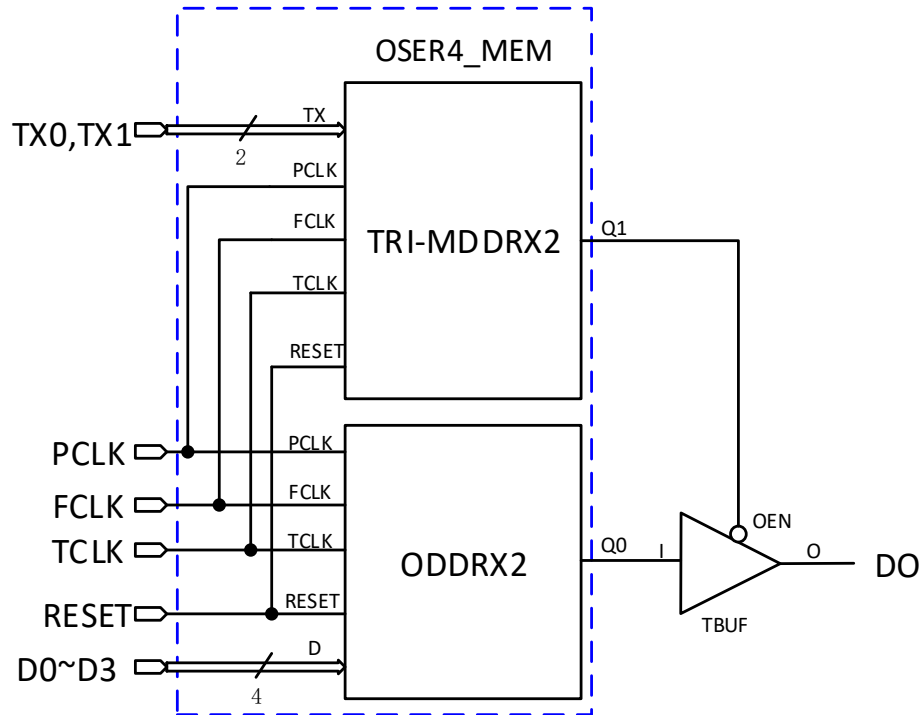 OSER4_MEM
TX0,TX1
2
TX
PCLK
FCLK
TCLK
RESET
TRI-MDDRX2
Q1
PCLK
FCLK
TCLK
RESET
D0~D3
4
PCLK
FCLK
TCLK
RESET
D
ODDRX2
Q0
I
OEN
O
TBUF
DO